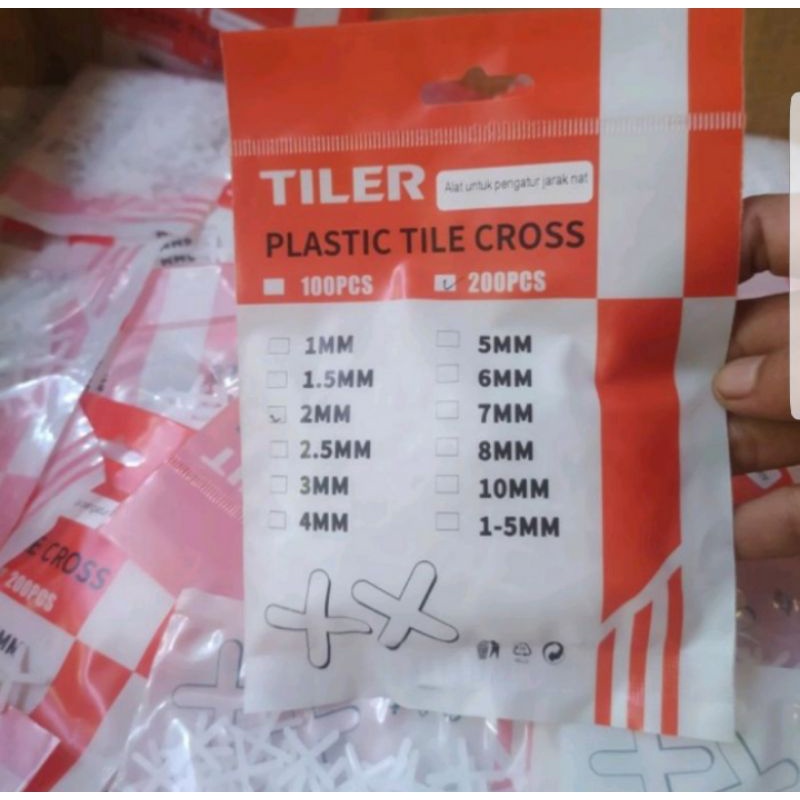 TILER
Alat untuk pengatur jarak nat
PLASTIC TILE CROSS
100PCS 200PCS
1MM 5MM
1.5MM 6MM
2MM 7MM
2.5MM 8MM
3MM 10MM
4MM 1-5MM
E CROSS
200PCS
MM